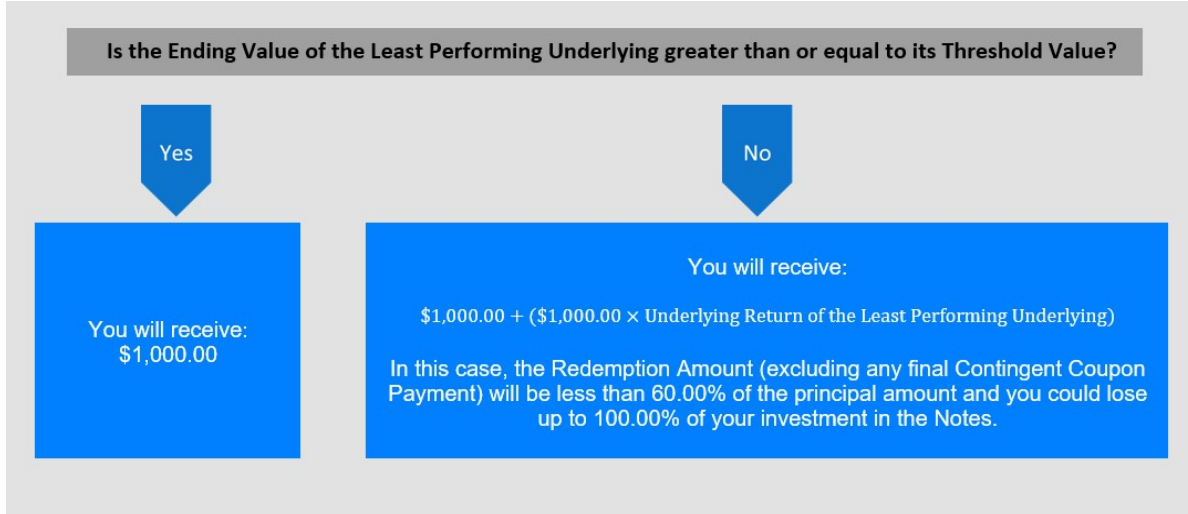 Is the Ending Value of the Least Performing Underlying greater than or equal to its Threshold Value?
Yes
No
You will receive:
$1,000.00
You will receive:
$1,000.00 + ($1,000.00 × Underlying Return of the Least Performing Underlying)
In this case, the Redemption Amount (excluding any final Contingent Coupon
Payment) will be less than 60.00% of the principal amount and you could lose
up to 100.00% of your investment in the Notes.